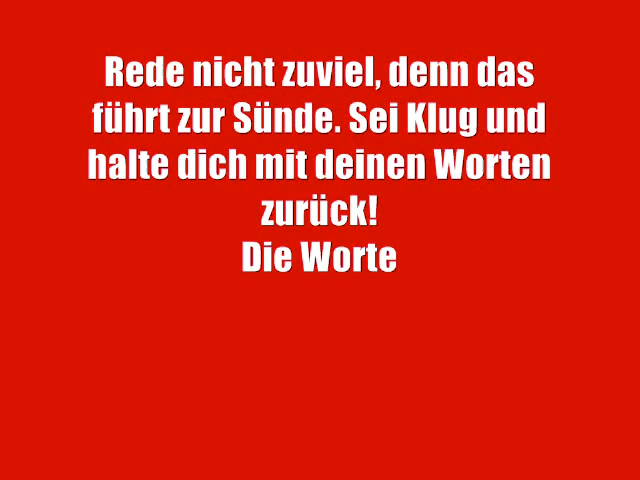 Rede nicht zuviel, denn das
führt zur Sünde. Sei Klug und
halte dich mit deinen Worten
zurück!
Die Worte